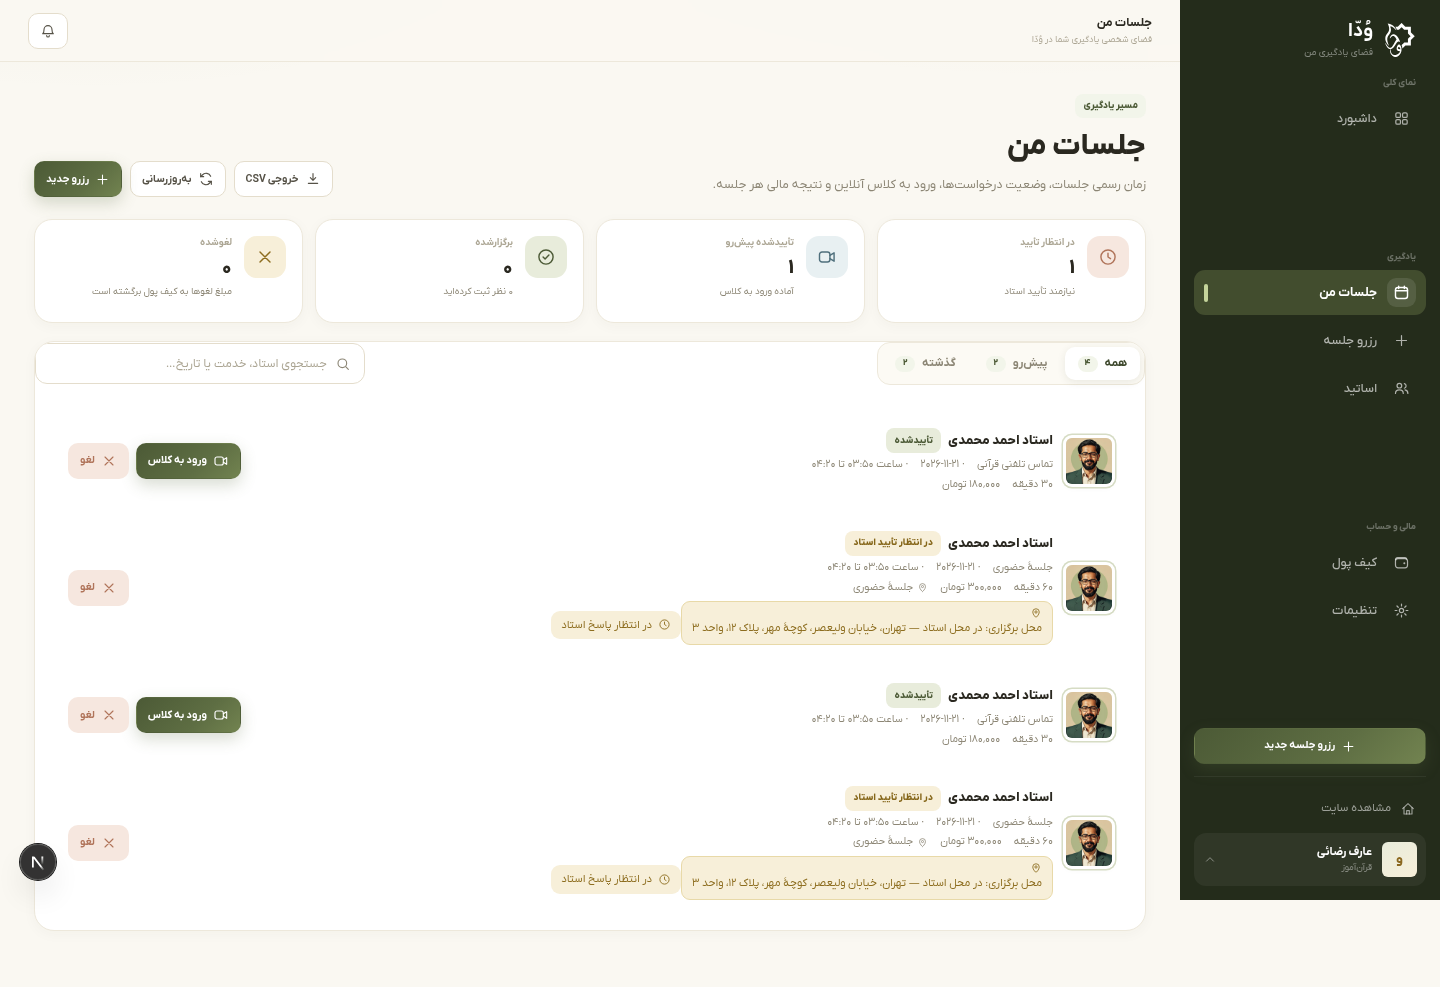 وُدّا
فضای یادگیری من
نمای کلی
داشبورد
یادگیری
جلسات من
رزرو جلسه
اساتید
مالی و حساب
کیف پول
تنظیمات
رزرو جلسه جدید
مشاهده سایت
و
عارف رضائی
قرآن‌آموز
جلسات من
فضای شخصی یادگیری شما در وُدّا
مسیر یادگیری
جلسات من
زمان رسمی جلسات، وضعیت درخواست‌ها، ورود به کلاس آنلاین و نتیجه مالی هر جلسه.
خروجی CSV
به‌روزرسانی
رزرو جدید
در انتظار تأیید
۱
نیازمند تأیید استاد
تأییدشده پیش‌رو
۱
آماده ورود به کلاس
برگزارشده
۰
۰ نظر ثبت کرده‌اید
لغوشده
۰
مبلغ لغوها به کیف پول برگشته است
همه ۴
پیش‌رو ۲
گذشته ۲
جستجوی استاد، خدمت یا تاریخ...
استاد احمد محمدی تأییدشده
تماس تلفنی قرآنی · ۲۰۲۶-۱۱-۲۱ · ساعت ۰۳:۵۰ تا ۰۴:۲۰
۳۰ دقیقه ۱۸۰,۰۰۰ تومان
ورود به کلاس
لغو
استاد احمد محمدی در انتظار تأیید استاد
جلسهٔ حضوری · ۲۰۲۶-۱۱-۲۱ · ساعت ۰۳:۵۰ تا ۰۴:۲۰
۶۰ دقیقه ۳۰۰,۰۰۰ تومان جلسهٔ حضوری
محل برگزاری: در محل استاد — تهران، خیابان ولیعصر، کوچهٔ مهر، پلاک ۱۲، واحد ۳
در انتظار پاسخ استاد
لغو
استاد احمد محمدی تأییدشده
تماس تلفنی قرآنی · ۲۰۲۶-۱۱-۲۱ · ساعت ۰۳:۵۰ تا ۰۴:۲۰
۳۰ دقیقه ۱۸۰,۰۰۰ تومان
ورود به کلاس
لغو
استاد احمد محمدی در انتظار تأیید استاد
جلسهٔ حضوری · ۲۰۲۶-۱۱-۲۱ · ساعت ۰۳:۵۰ تا ۰۴:۲۰
۶۰ دقیقه ۳۰۰,۰۰۰ تومان جلسهٔ حضوری
محل برگزاری: در محل استاد — تهران، خیابان ولیعصر، کوچهٔ مهر، پلاک ۱۲، واحد ۳
در انتظار پاسخ استاد
لغو
N